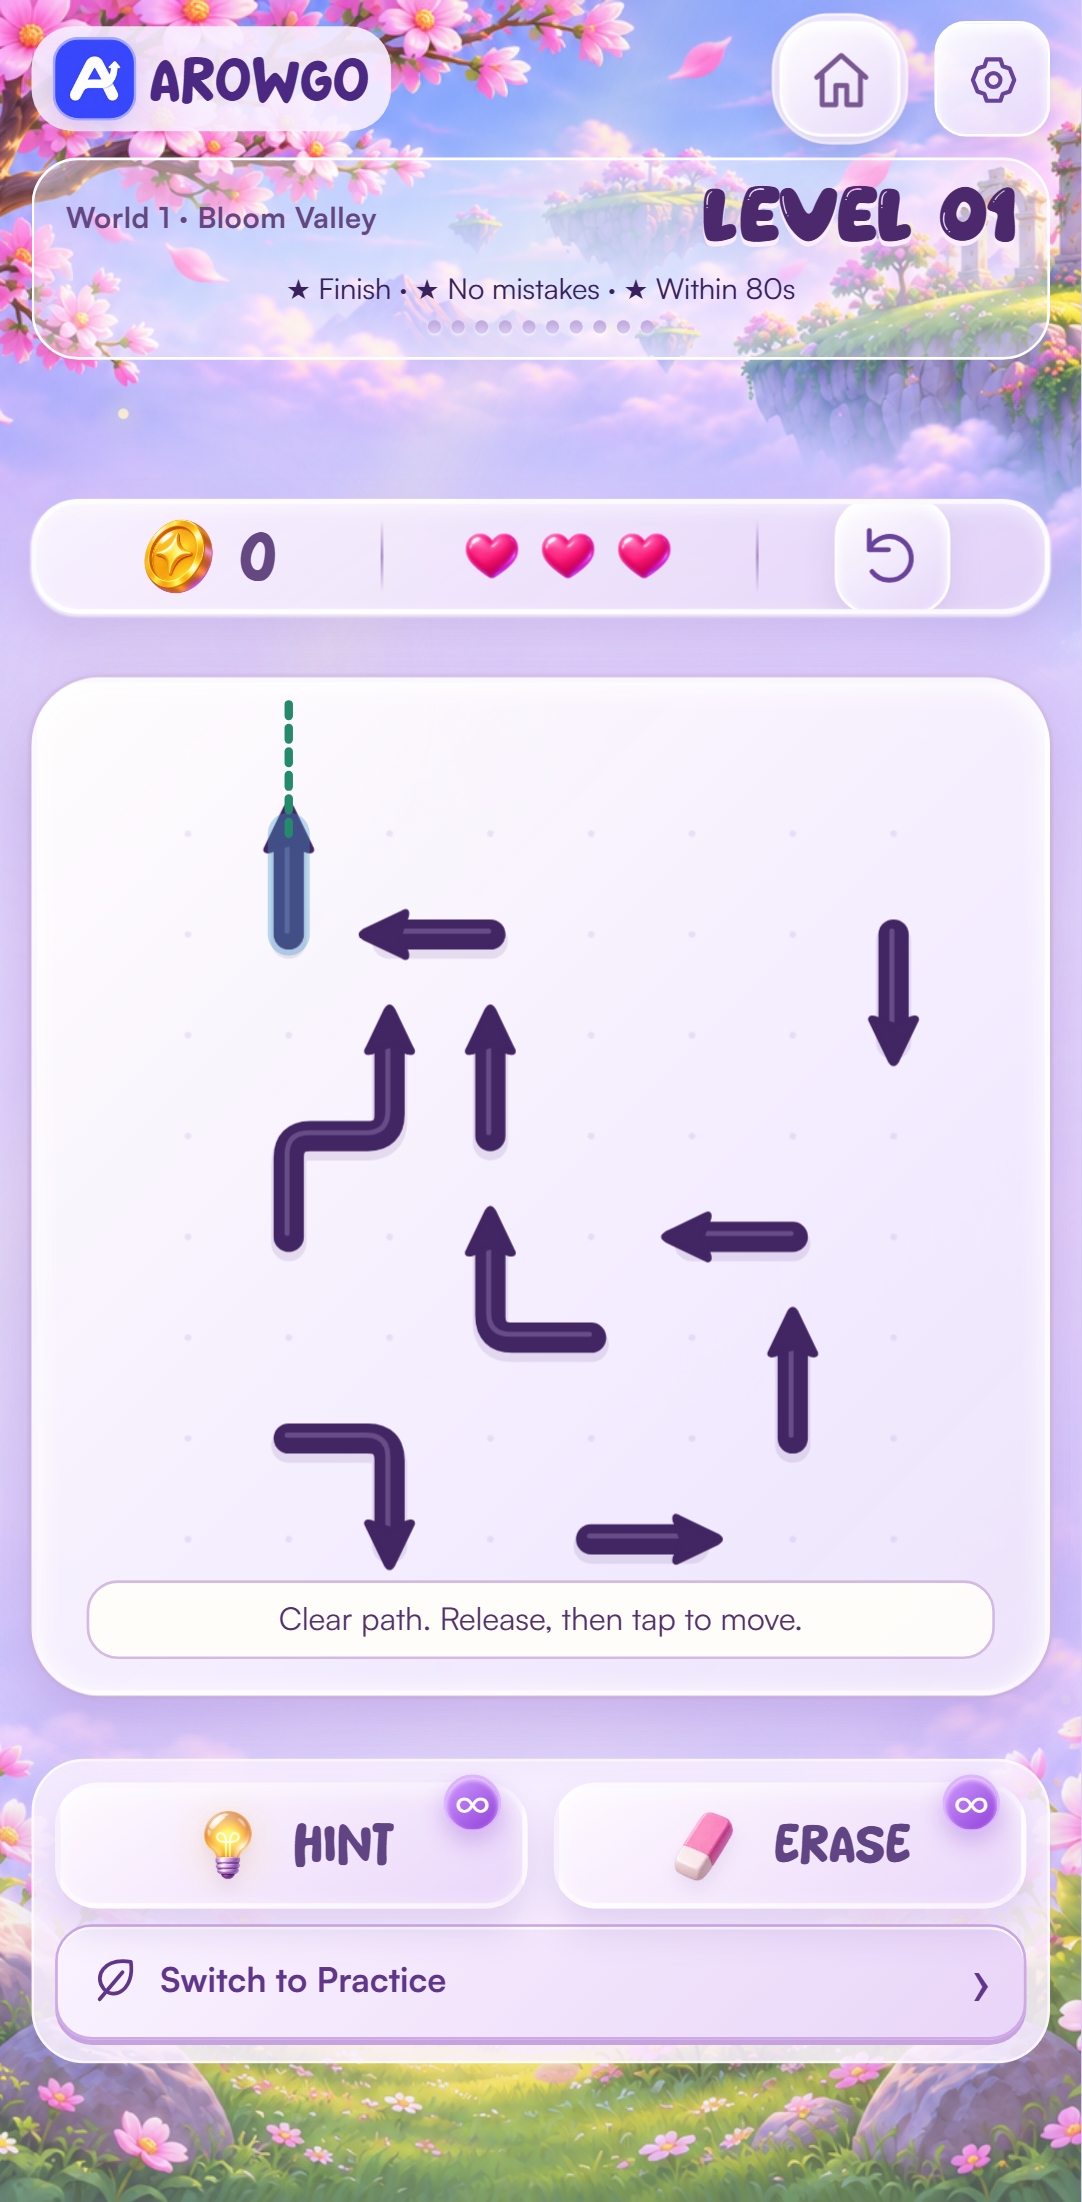 AROWGO
World 1 • Bloom Valley
LEVEL 01
★ Finish • ★ No mistakes • ★ Within 80s
0
Clear path. Release, then tap to move.
HINT
∞
ERASE
∞
Switch to Practice